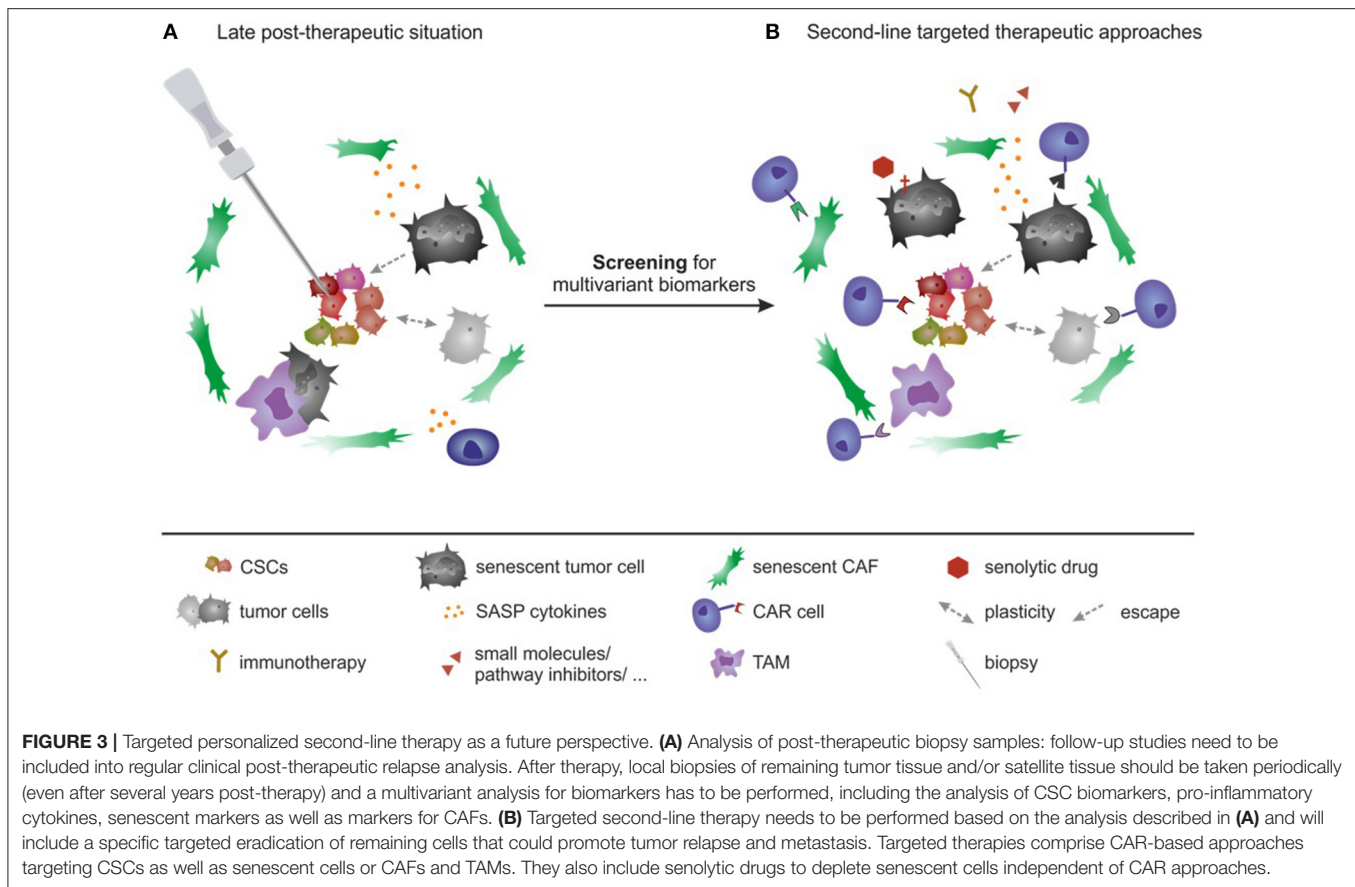 A Late post-therapeutic situation
B Second-line targeted therapeutic approaches
Screening for
multivariant biomarkers
CSCs
senescent tumor cell
senescent CAF
senolytic drug
tumor cells
SASP cytokines
CAR cell
plasticity
escape
immunotherapy
small molecules/
pathway inhibitors/ ...
TAM
biopsy
FIGURE 3 | Targeted personalized second-line therapy as a future perspective. (A) Analysis of post-therapeutic biopsy samples: follow-up studies need to be
included into regular clinical post-therapeutic relapse analysis. After therapy, local biopsies of remaining tumor tissue and/or satellite tissue should be taken periodically
(even after several years post-therapy) and a multivariant analysis for biomarkers has to be performed, including the analysis of CSC biomarkers, pro-inflammatory
cytokines, senescent markers as well as markers for CAFs. (B) Targeted second-line therapy needs to be performed based on the analysis described in (A) and will
include a specific targeted eradication of remaining cells that could promote tumor relapse and metastasis. Targeted therapies comprise CAR-based approaches
targeting CSCs as well as senescent cells or CAFs and TAMs. They also include senolytic drugs to deplete senescent cells independent of CAR approaches.